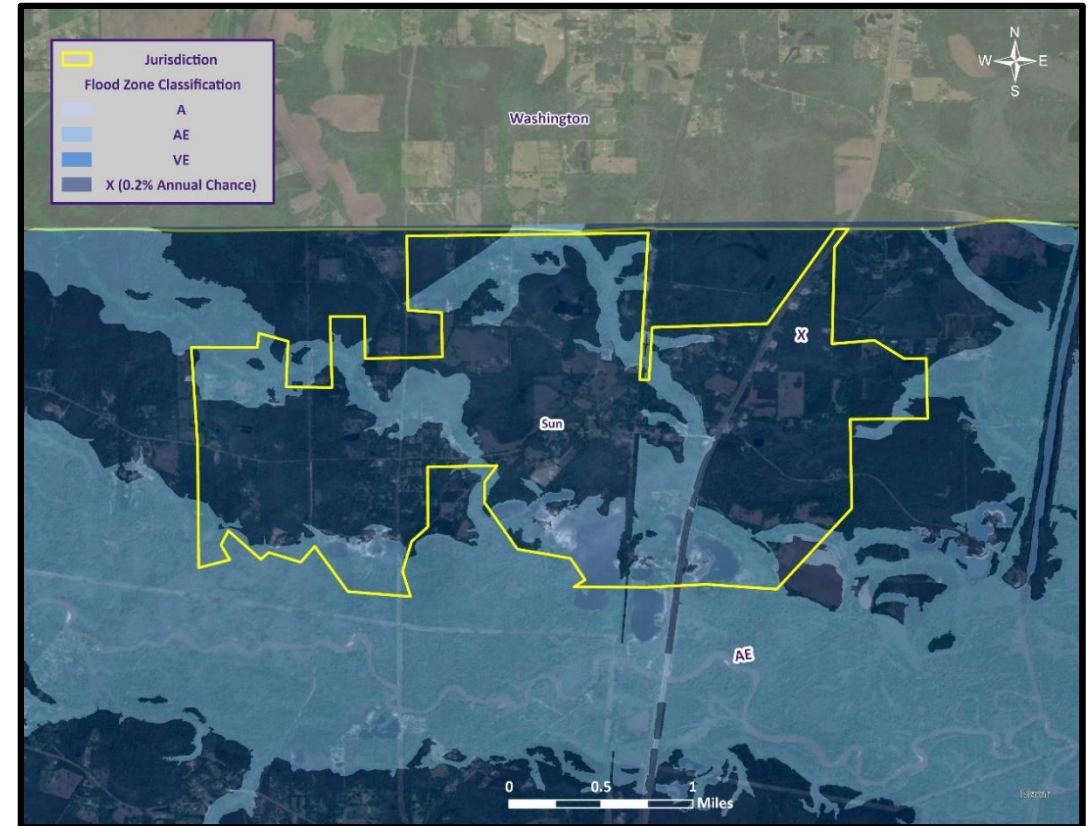 Jurisdiction
Flood Zone Classification
A
AE
VE
X (0.2% Annual Chance)
N
W E
S
Washington
X
Sun
AE
0 0.5 1
Miles